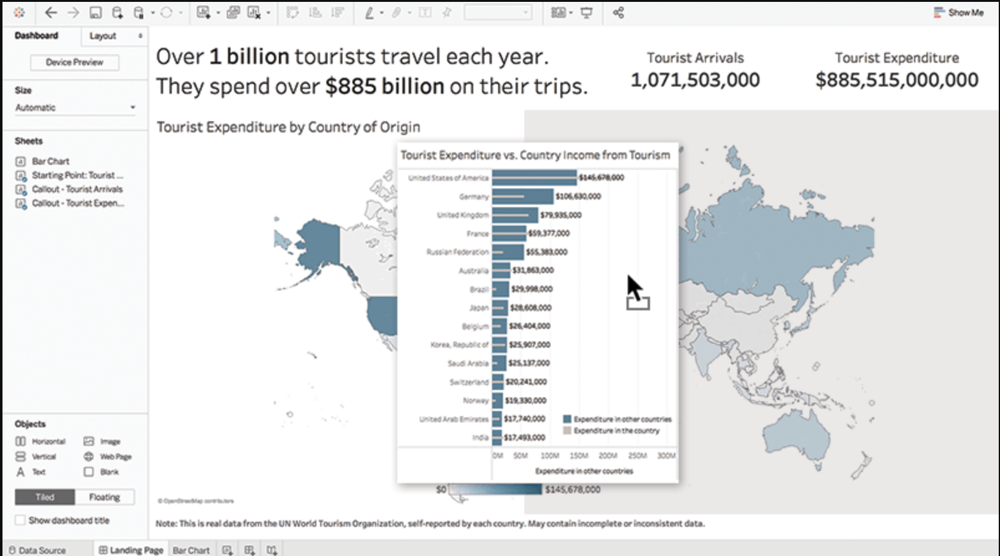 Show Me
Dashboard
Layout
Device Preview
Size
Automatic
Sheets
Bar Chart
Starting Point: Tourist ...
Callout - Tourist Arrivals
Callout - Tourist Expen...
Objects
Horizontal
Image
Vertical
Web Page
A Text
Blank
Tiled
Floating
Show dashboard title
Over 1 billion tourists travel each year.
They spend over $885 billion on their trips.
Tourist Arrivals
1,071,503,000
Tourist Expenditure
$885,515,000,000
Tourist Expenditure by Country of Origin
Tourist Expenditure vs. Country Income from Tourism
United States of America $145,678,000
Germany $106,630,000
United Kingdom $79,935,000
France $59,377,000
Russian Federation $55,383,000
Australia $31,863,000
Brazil $29,998,000
Japan $28,608,000
Belgium $26,404,000
Korea, Republic of $25,907,000
Saudi Arabia $25,137,000
Switzerland $20,241,000
Norway $19,330,000
United Arab Emirates $17,740,000
India $17,493,000
Expenditure in other countries
Expenditure in the country
0M 50M 100M 150M 200M 250M 300M
Expenditure in other countries
$0 $145,678,000
© OpenStreetMap contributors
Note: This is real data from the UN World Tourism Organization, self-reported by each country. May contain incomplete or inconsistent data.
Data Source
Landing Page
Bar Chart